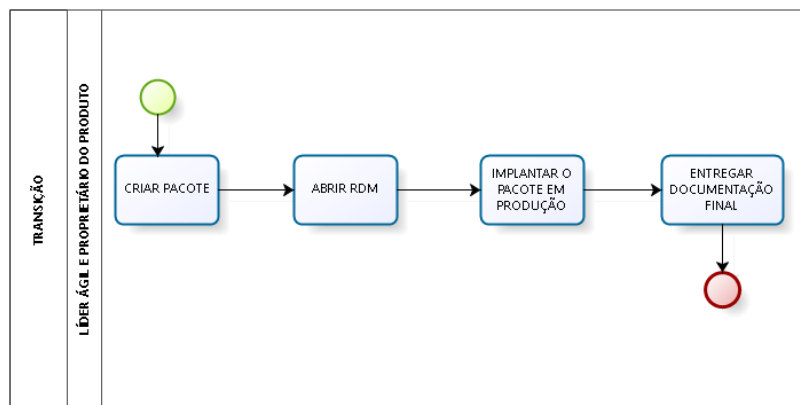 TRANSIÇÃO
LÍDER ÁGIL E PROPRIETÁRIO DO PRODUTO
CRIAR PACOTE
ABRIR RDM
IMPLANTAR O
PACOTE EM
PRODUÇÃO
ENTREGAR
DOCUMENTAÇÃO
FINAL